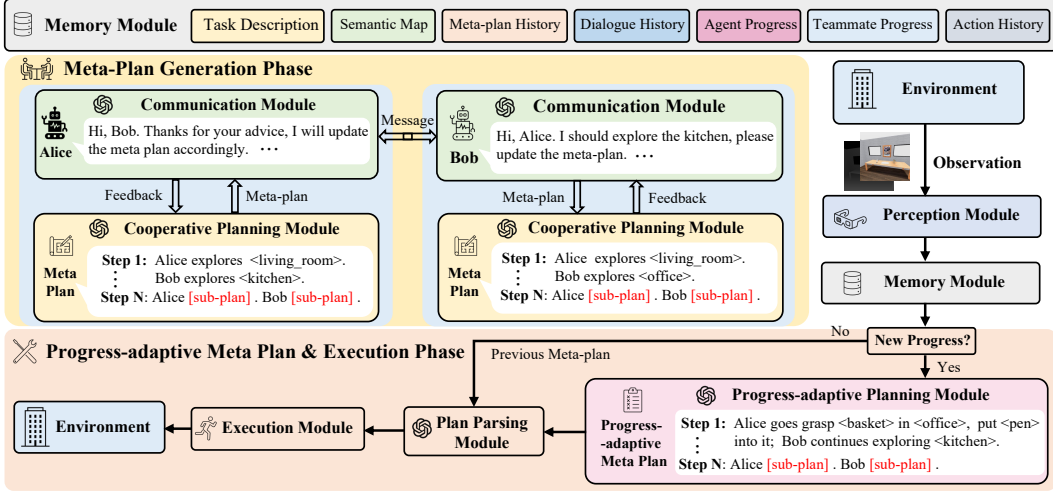 Memory Module
Task Description
Semantic Map
Meta-plan History
Dialogue History
Agent Progress
Teammate Progress
Action History
Meta-Plan Generation Phase
Communication Module
Alice
Hi, Bob. Thanks for your advice, I will update
the meta plan accordingly. ···
Message
Communication Module
Bob
Hi, Alice. I should explore the kitchen, please
update the meta-plan. ···
Feedback
Meta-plan
Meta-plan
Feedback
Cooperative Planning Module
Meta
Plan
Step 1: Alice explores <living_room>.
⋮ Bob explores <kitchen>.
Step N: Alice [sub-plan] . Bob [sub-plan] .
Cooperative Planning Module
Meta
Plan
Step 1: Alice explores <living_room>.
⋮ Bob explores <office>.
Step N: Alice [sub-plan] . Bob [sub-plan] .
Environment
Observation
Perception Module
Memory Module
New Progress?
No
Yes
Progress-adaptive Meta Plan & Execution Phase
Previous Meta-plan
Environment
Execution Module
Plan Parsing
Module
Progress-adaptive Planning Module
Progress-
-adaptive
Meta Plan
Step 1: Alice goes grasp <basket> in <office>, put <pen>
⋮ into it; Bob continues exploring <kitchen>.
Step N: Alice [sub-plan] . Bob [sub-plan] .